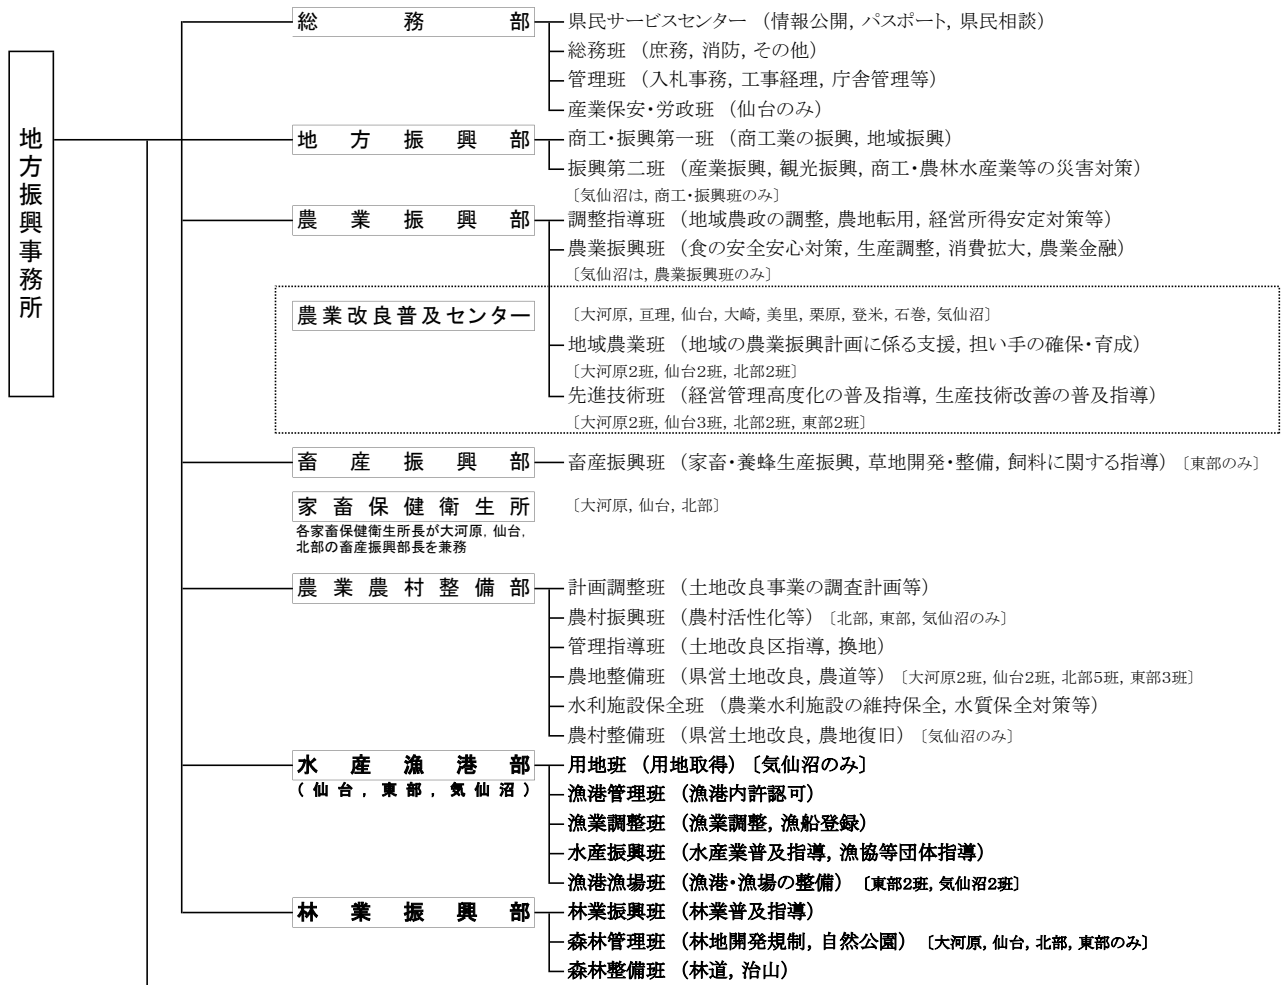 地方振興事務所
総務部
県民サービスセンター （情報公開, パスポート, 県民相談）
総務班 （庶務, 消防, その他）
管理班 （入札事務, 工事経理, 庁舎管理等）
産業保安・労政班 （仙台のみ）
地方振興部
商工・振興第一班 （商工業の振興, 地域振興）
振興第二班 （産業振興, 観光振興, 商工・農林水産業等の災害対策）
〔気仙沼は, 商工・振興班のみ〕
農業振興部
調整指導班 （地域農政の調整, 農地転用, 経営所得安定対策等）
農業振興班 （食の安全安心対策, 生産調整, 消費拡大, 農業金融）
〔気仙沼は, 農業振興班のみ〕
農業改良普及センター
〔大河原, 亘理, 仙台, 大崎, 美里, 栗原, 登米, 石巻, 気仙沼〕
地域農業班 （地域の農業振興計画に係る支援, 担い手の確保・育成）
〔大河原2班, 仙台2班, 北部2班〕
先進技術班 （経営管理高度化の普及指導, 生産技術改善の普及指導）
〔大河原2班, 仙台3班, 北部2班, 東部2班〕
畜産振興部
畜産振興班 （家畜・養蜂生産振興, 草地開発・整備, 飼料に関する指導） 〔東部のみ〕
家畜保健衛生所
〔大河原, 仙台, 北部〕
各家畜保健衛生所長が大河原, 仙台,
北部の畜産振興部長を兼務
農業農村整備部
計画調整班 （土地改良事業の調査計画等）
農村振興班 （農村活性化等） 〔北部, 東部, 気仙沼のみ〕
管理指導班 （土地改良区指導, 換地）
農地整備班 （県営土地改良, 農道等） 〔大河原2班, 仙台2班, 北部5班, 東部3班〕
水利施設保全班 （農業水利施設の維持保全, 水質保全対策等）
農村整備班 （県営土地改良, 農地復旧） 〔気仙沼のみ〕
水産漁港部
（仙台, 東部, 気仙沼）
用地班 （用地取得） 〔気仙沼のみ〕
漁港管理班 （漁港内許認可）
漁業調整班 （漁業調整, 漁船登録）
水産振興班 （水産業普及指導, 漁協等団体指導）
漁港漁場班 （漁港・漁場の整備） 〔東部2班, 気仙沼2班〕
林業振興部
林業振興班 （林業普及指導）
森林管理班 （林地開発規制, 自然公園） 〔大河原, 仙台, 北部, 東部のみ〕
森林整備班 （林道, 治山）